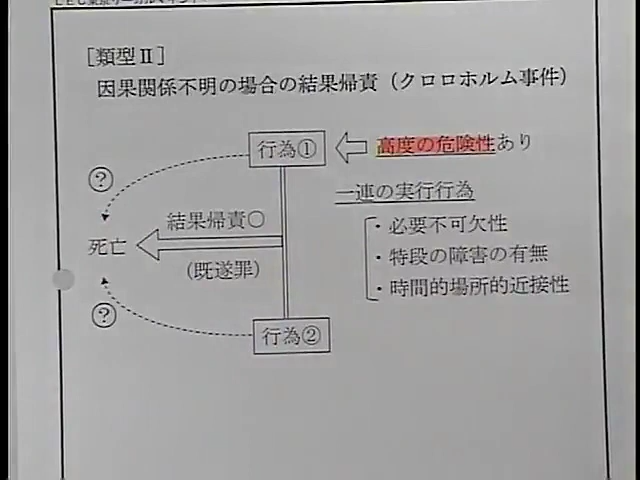 ［類型Ⅱ］
因果関係不明の場合の結果帰責（クロロホルム事件）
行為①
高度の危険性あり
?
一連の実行行為
結果帰責○
・必要不可欠性
死亡
・特段の障害の有無
(既遂罪)
・時間的場所的近接性
?
行為②